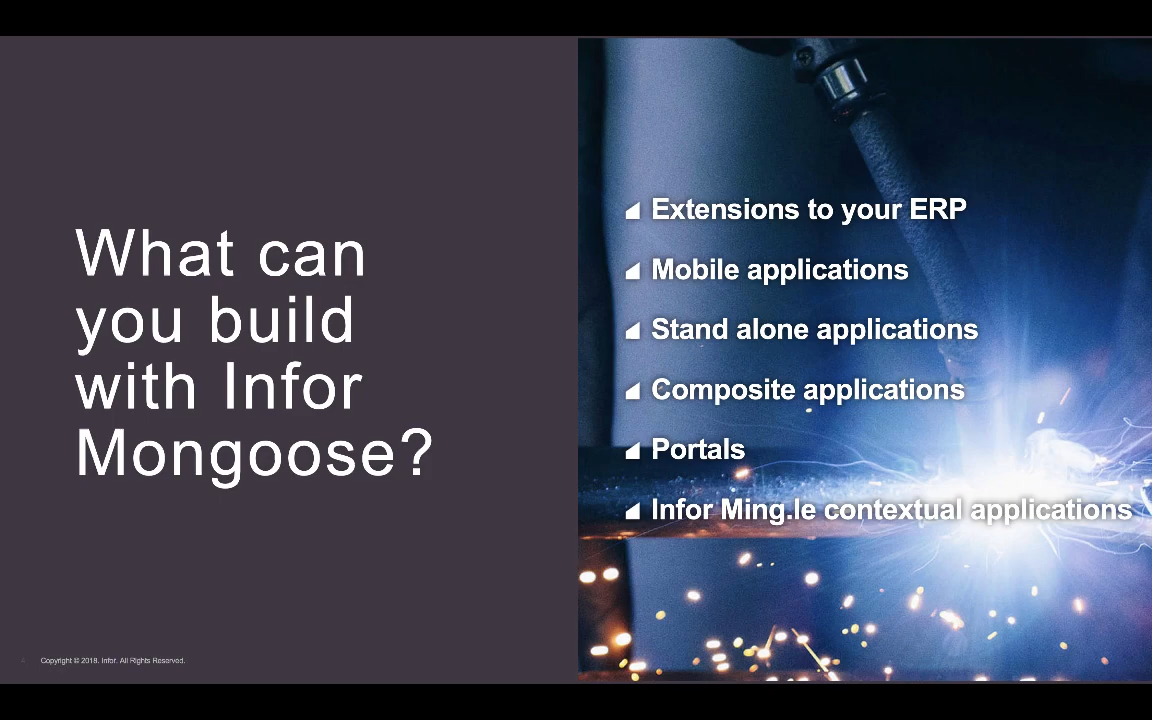 What can
you build
with Infor
Mongoose?
Extensions to your ERP
Mobile applications
Stand alone applications
Composite applications
Portals
Infor Ming.le contextual applications
Copyright © 2018. Infor. All Rights Reserved.